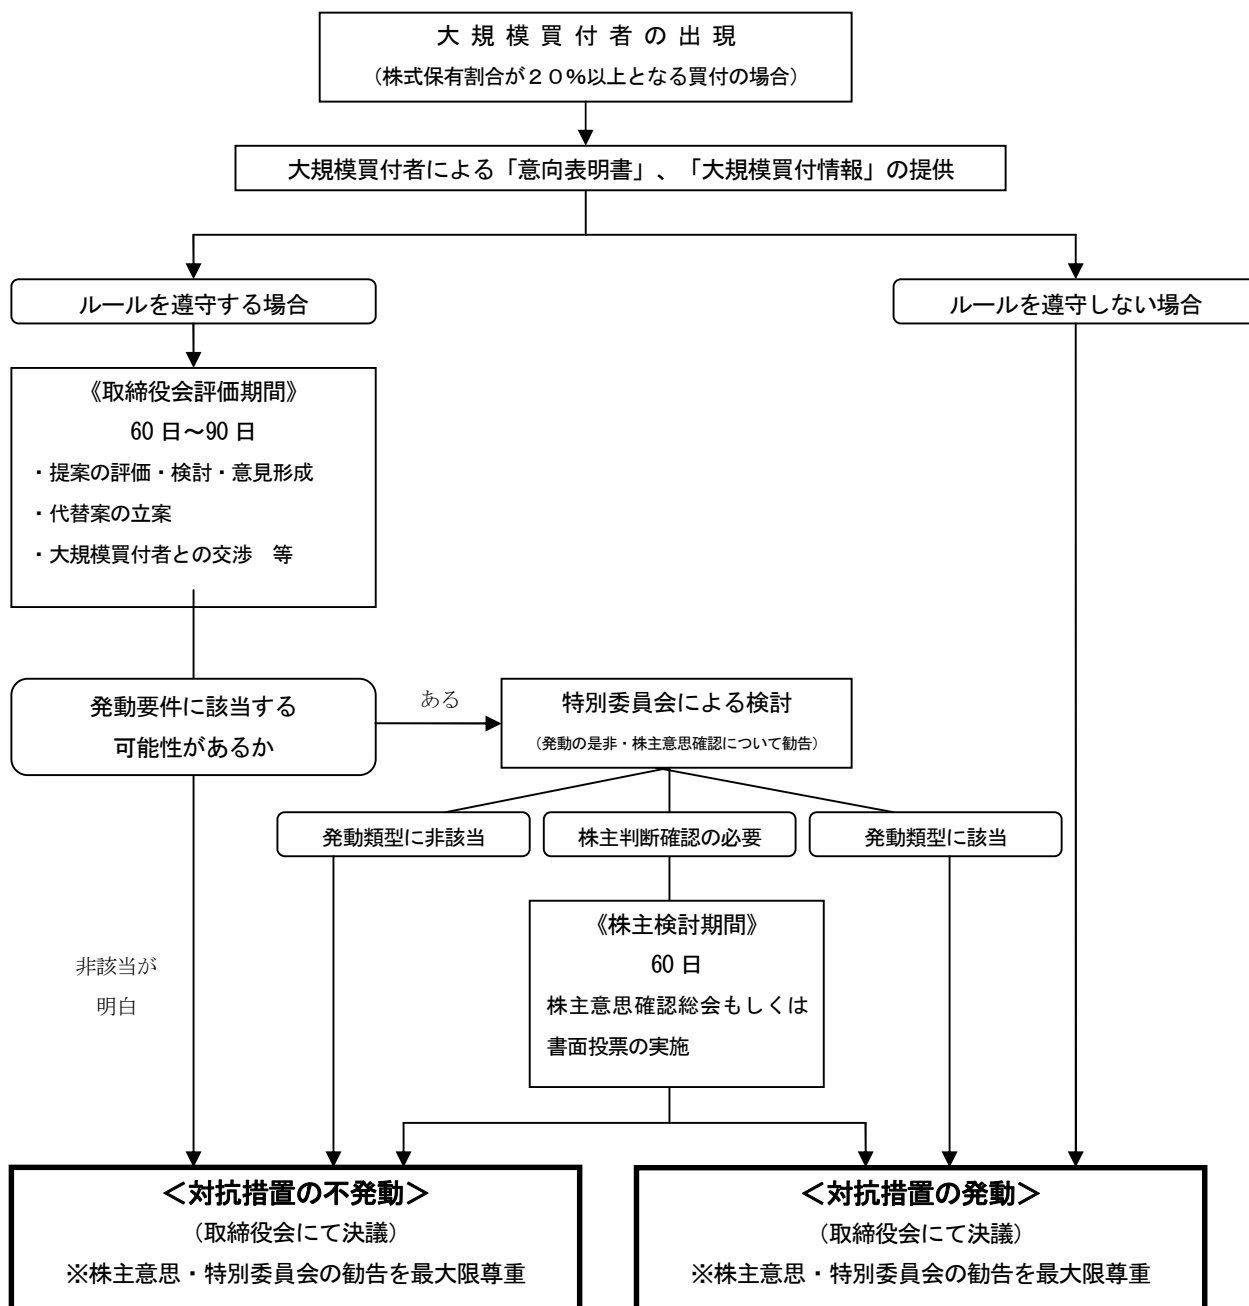 大規模買付者の出現
（株式保有割合が２０%以上となる買付の場合）
大規模買付者による「意向表明書」、「大規模買付情報」の提供
ルールを遵守する場合
ルールを遵守しない場合
《取締役会評価期間》
60 日～90 日
・提案の評価・検討・意見形成
・代替案の立案
・大規模買付者との交渉　等
発動要件に該当する
可能性があるか
ある
特別委員会による検討
（発動の是非・株主意思確認について勧告）
発動類型に非該当
株主判断確認の必要
発動類型に該当
《株主検討期間》
60 日
株主意思確認総会もしくは
書面投票の実施
非該当が
明白
＜対抗措置の不発動＞
（取締役会にて決議）
※株主意思・特別委員会の勧告を最大限尊重
＜対抗措置の発動＞
（取締役会にて決議）
※株主意思・特別委員会の勧告を最大限尊重